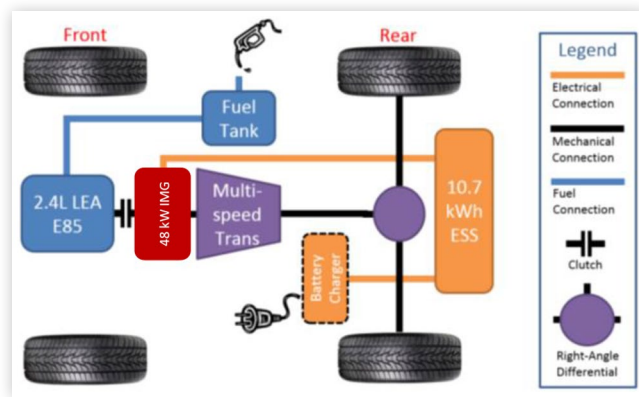 Front
Rear
Legend
Fuel
Tank
Electrical
Connection
Mechanical
Connection
2.4L LEA
E85
48 kW IMG
Multi-
speed
Trans
10.7
kWh
ESS
Fuel
Connection
Clutch
Battery
Charger
Right-Angle
Differential